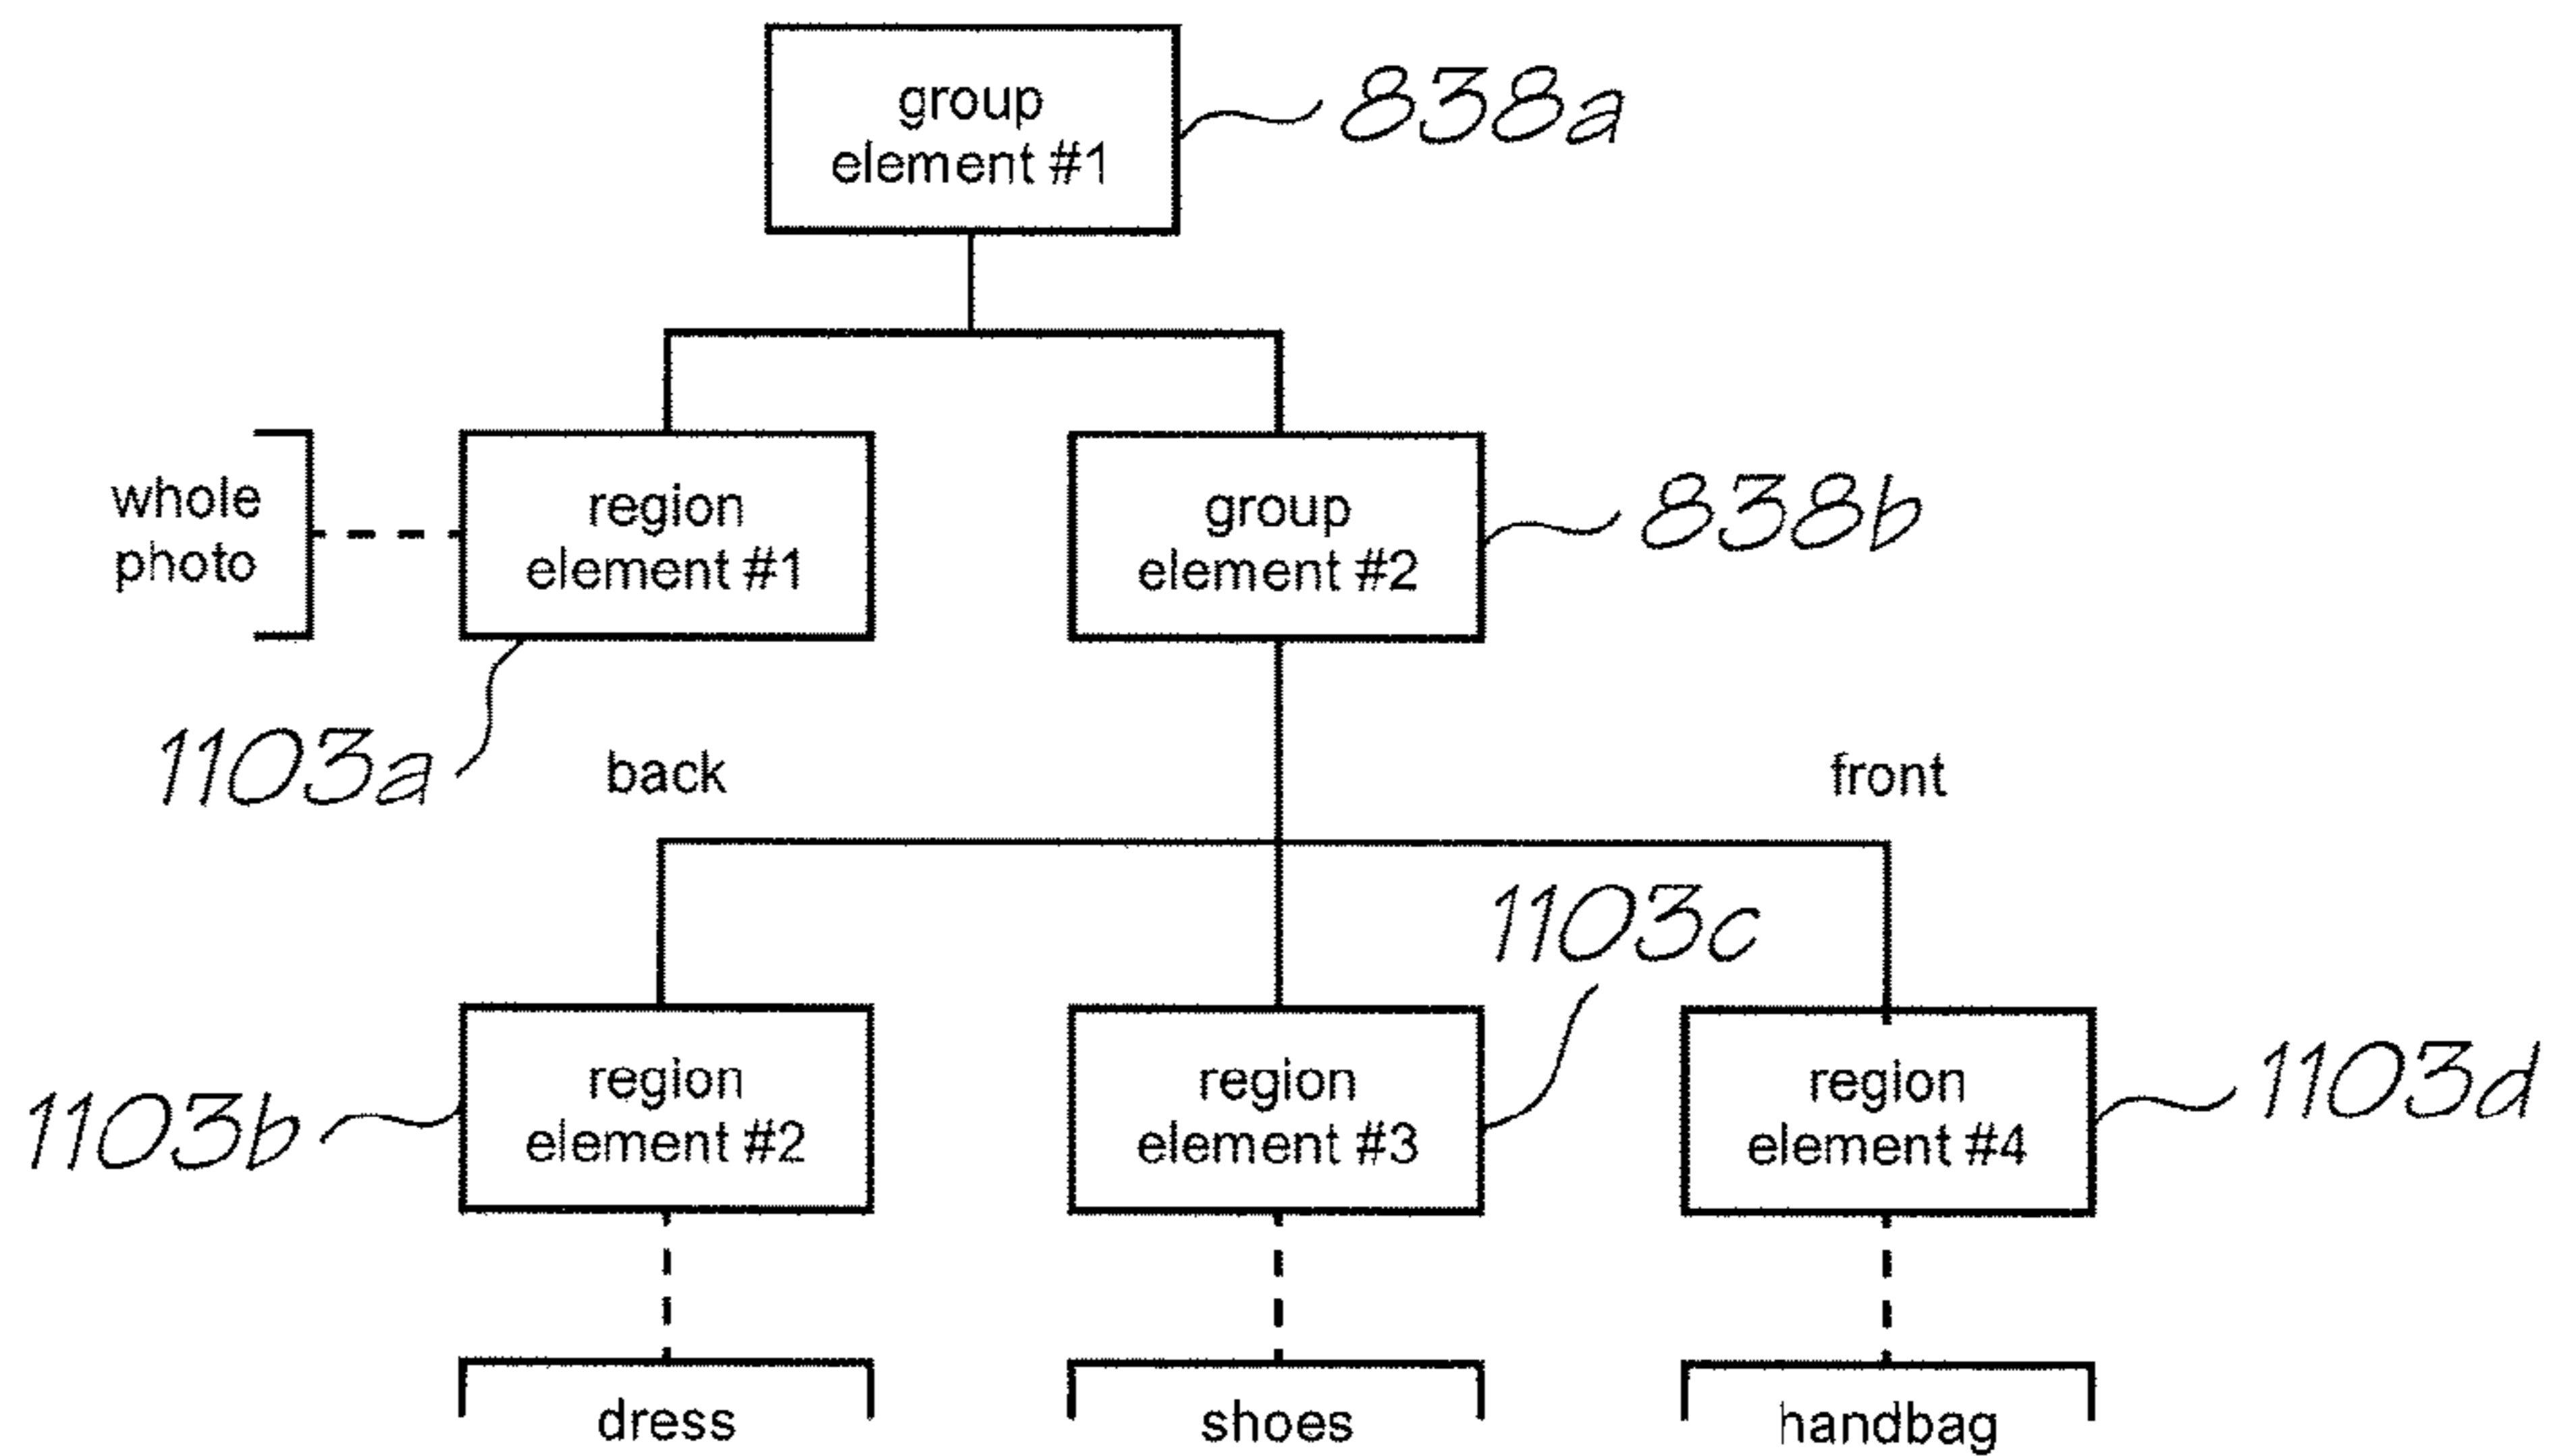 group
element #1
838a
whole
photo
region
element #1
group
element #2
838b
1103a
back
front
1103c
1103b
region
element #2
region
element #3
region
element #4
1103d
dress
shoes
handbag